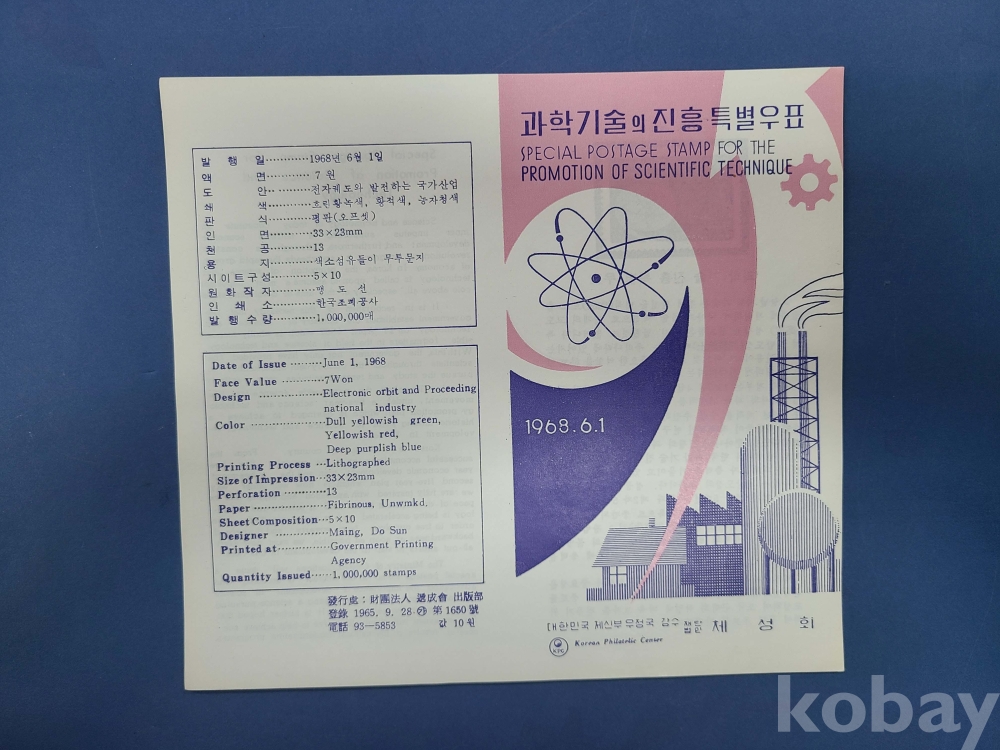 발 행 일············1968년 6월 1일
액 면············ 7 원
도 안············전자궤도와 발전하는 국가산업
쇄 색············흐린황녹색, 황적색, 농자청색
판 식············평판(오프셋)
인 면············33×23mm
천 공············13
용 지············색소섬유들이 무투문지
시이트구성············5×10
원 화 작 자············맹 도 선
인 쇄 소············한국조폐공사
발 행 수 량············1,000,000매
Date of Issue ·········June 1, 1968
Face Value ············7Won
Design ··················Electronic orbit and Proceeding
national industry
Color ·····················Dull yellowish green,
Yellowish red,
Deep purplish blue
Printing Process ···Lithographed
Size of Impression···33×23mm
Perforation ············13
Paper ·····················Fibrinous, Unwmkd.
Sheet Composition···5×10
Designer ···············Maing, Do Sun
Printed at···············Government Printing
Agency
Quantity Issued······1,000,000 stamps
發行處 : 財團法人 遞成會 出版部
登錄 1965. 9. 28 第 1650 號
電話 93—5853 값 10 원
과학기술의 진흥 특별우표
SPECIAL POSTAGE STAMP FOR THE
PROMOTION OF SCIENTIFIC TECHNIQUE
1968.6.1
대한민국 체신부 우정국 감수 재단법인 체 성 회
KPC Korean Philatelic Center
kobay